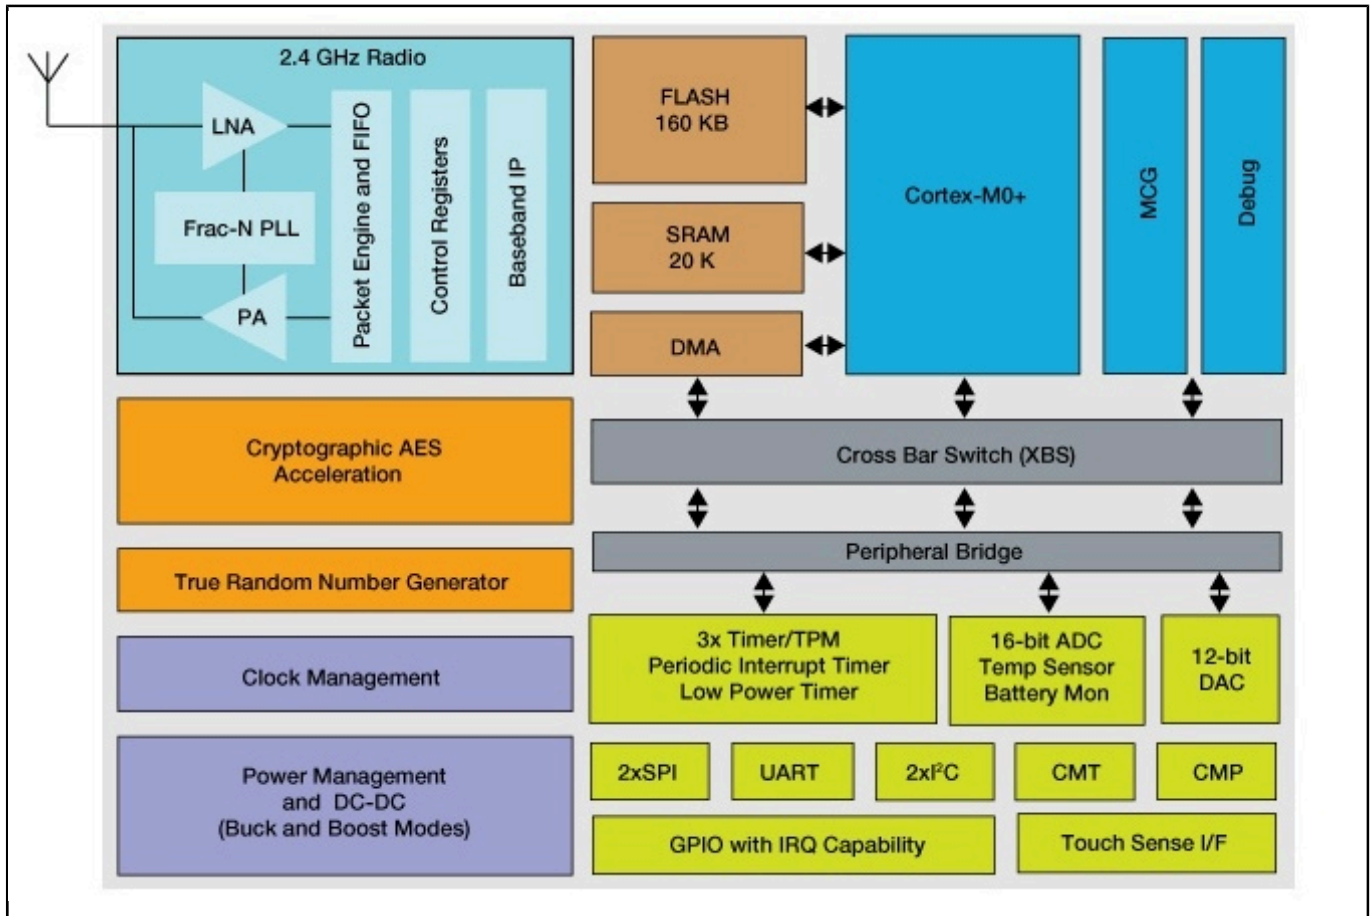 2.4 GHz Radio
LNA
Frac-N PLL
PA
Packet Engine and FIFO
Control Registers
Baseband IP
FLASH
160 KB
SRAM
20 K
DMA
Cortex-M0+
MCG
Debug
Cryptographic AES
Acceleration
True Random Number Generator
Clock Management
Power Management
and DC-DC
(Buck and Boost Modes)
Cross Bar Switch (XBS)
Peripheral Bridge
3x Timer/TPM
Periodic Interrupt Timer
Low Power Timer
16-bit ADC
Temp Sensor
Battery Mon
12-bit
DAC
2xSPI
UART
2xI²C
CMT
CMP
GPIO with IRQ Capability
Touch Sense I/F